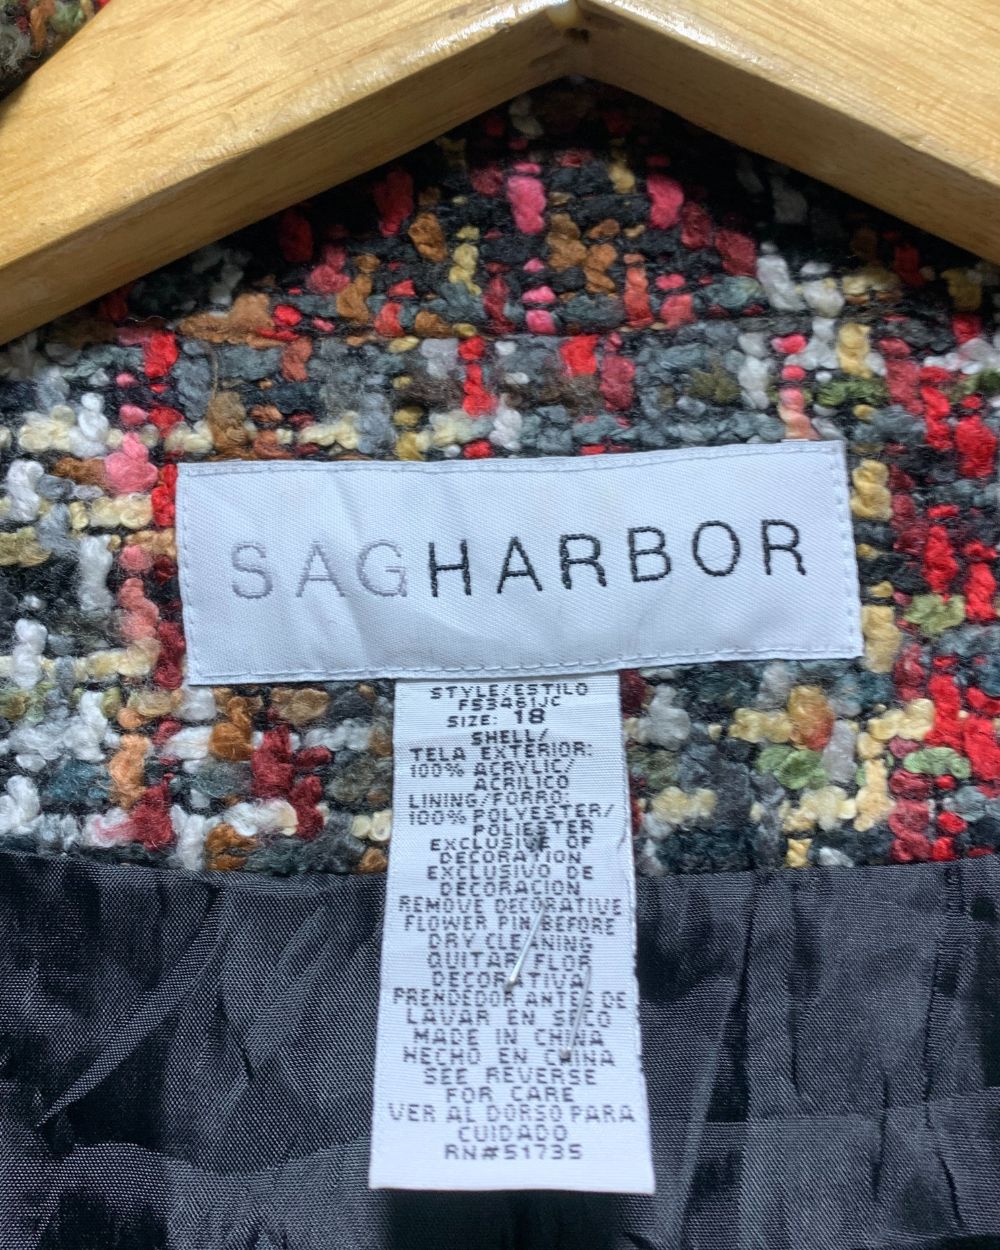 SAGHARBOR
STYLE/ESTILO
FS3461JC
SIZE: 18
SHELL/
TELA EXTERIOR:
100% ACRYLIC/
ACRILICO
LINING/FORRO:
100% POLYESTER/
POLIESTER
EXCLUSIVE OF
DECORATION
EXCLUSIVO DE
DECORACION
REMOVE DECORATIVE
FLOWER PIN BEFORE
DRY CLEANING
QUITAR FLOR
DECORATIVA
PRENDEDOR ANTES DE
LAVAR EN SECO
MADE IN CHINA
HECHO EN CHINA
SEE REVERSE
FOR CARE
VER AL DORSO PARA
CUIDADO
RN#51735